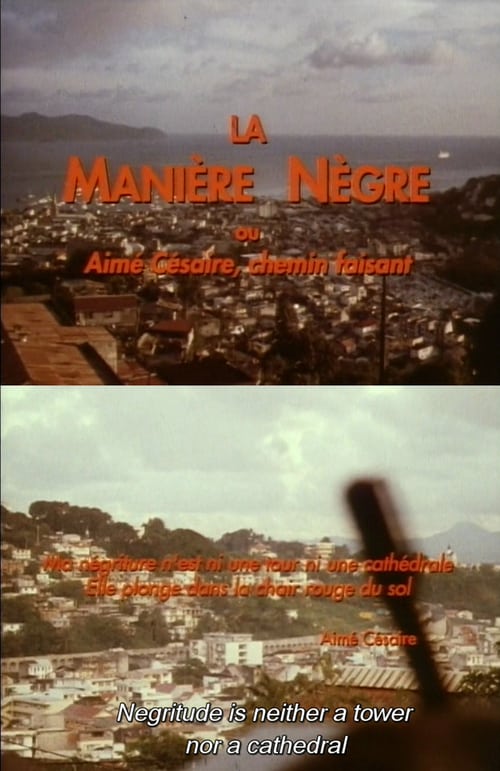 LA
MANIÈRE NÈGRE
ou
Aimé Césaire, chemin faisant
Ma négriture n'est ni une tour ni une cathédrale
Elle plonge dans la chair rouge du sol
Aimé Césaire
Negritude is neither a tower
nor a cathedral